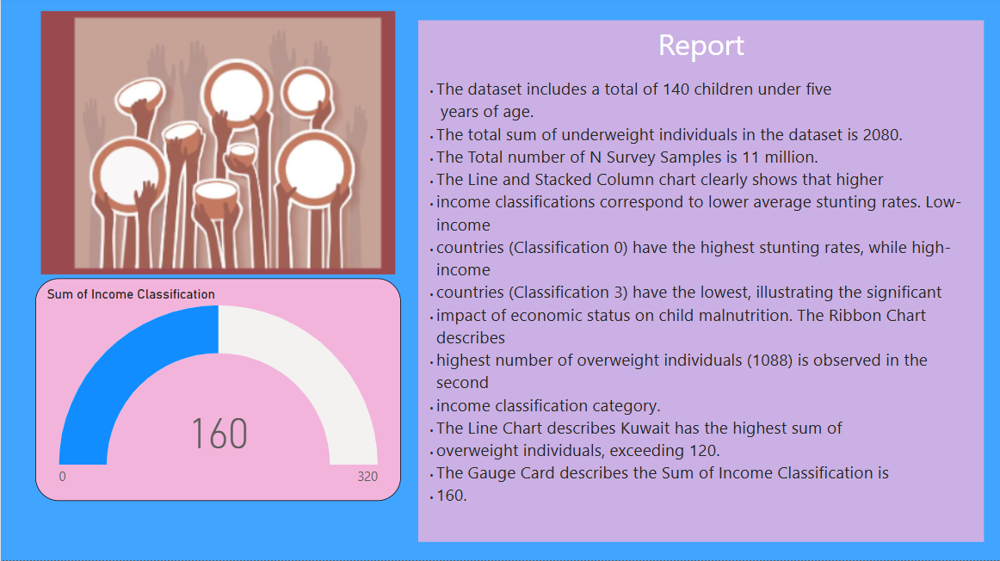 Sum of Income Classification
160
0
320
Report
• The dataset includes a total of 140 children under five
years of age.
• The total sum of underweight individuals in the dataset is 2080.
• The Total number of N Survey Samples is 11 million.
• The Line and Stacked Column chart clearly shows that higher
• income classifications correspond to lower average stunting rates. Low-
income
• countries (Classification 0) have the highest stunting rates, while high-
income
• countries (Classification 3) have the lowest, illustrating the significant
• impact of economic status on child malnutrition. The Ribbon Chart
describes
• highest number of overweight individuals (1088) is observed in the
second
• income classification category.
• The Line Chart describes Kuwait has the highest sum of
• overweight individuals, exceeding 120.
• The Gauge Card describes the Sum of Income Classification is
• 160.